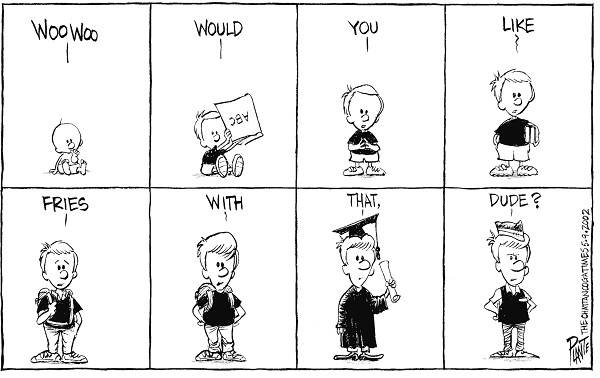 WOO WOO
WOULD
YOU
LIKE
ABC
FRIES
WITH
THAT,
DUDE?
THE CHATTANOOGA TIMES 5.9.2002
PLANTE